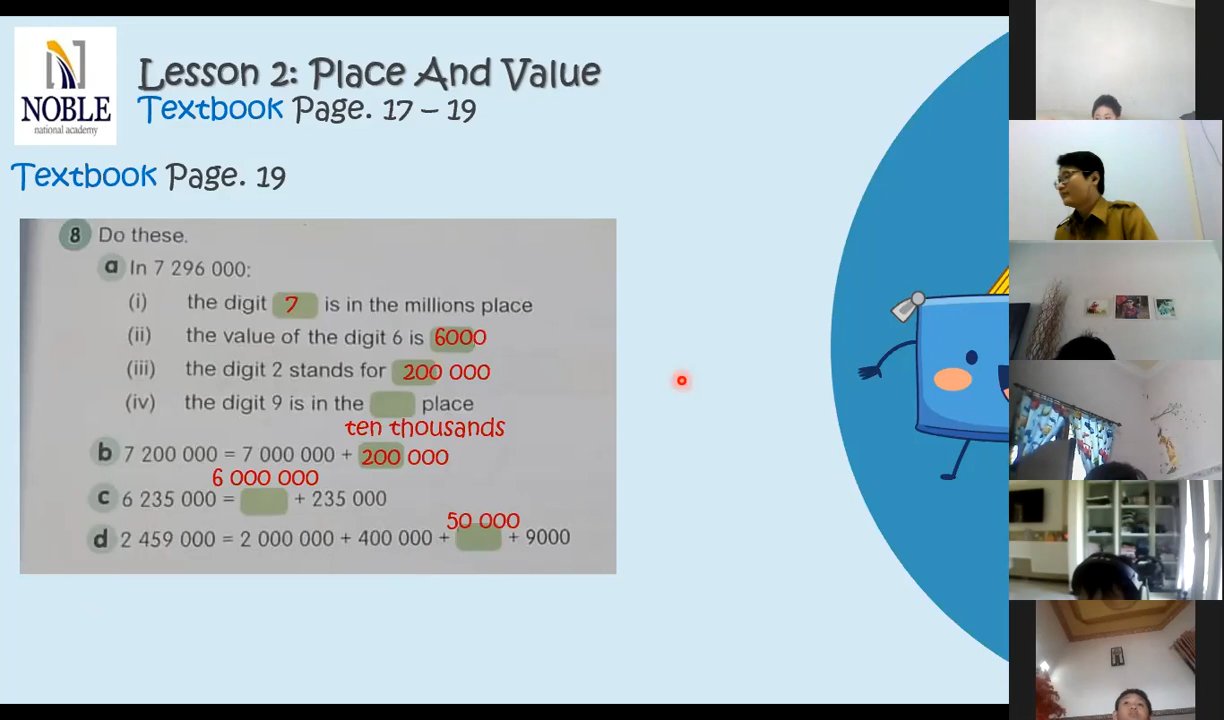 NOBLE
national academy
Lesson 2: Place And Value
Textbook Page. 17 – 19
Textbook Page. 19
8 Do these.
a In 7 296 000:
(i) the digit 7 is in the millions place
(ii) the value of the digit 6 is 6000
(iii) the digit 2 stands for 200 000
(iv) the digit 9 is in the place
ten thousands
b 7 200 000 = 7 000 000 + 200 000
6 000 000
c 6 235 000 = + 235 000
50 000
d 2 459 000 = 2 000 000 + 400 000 + + 9000